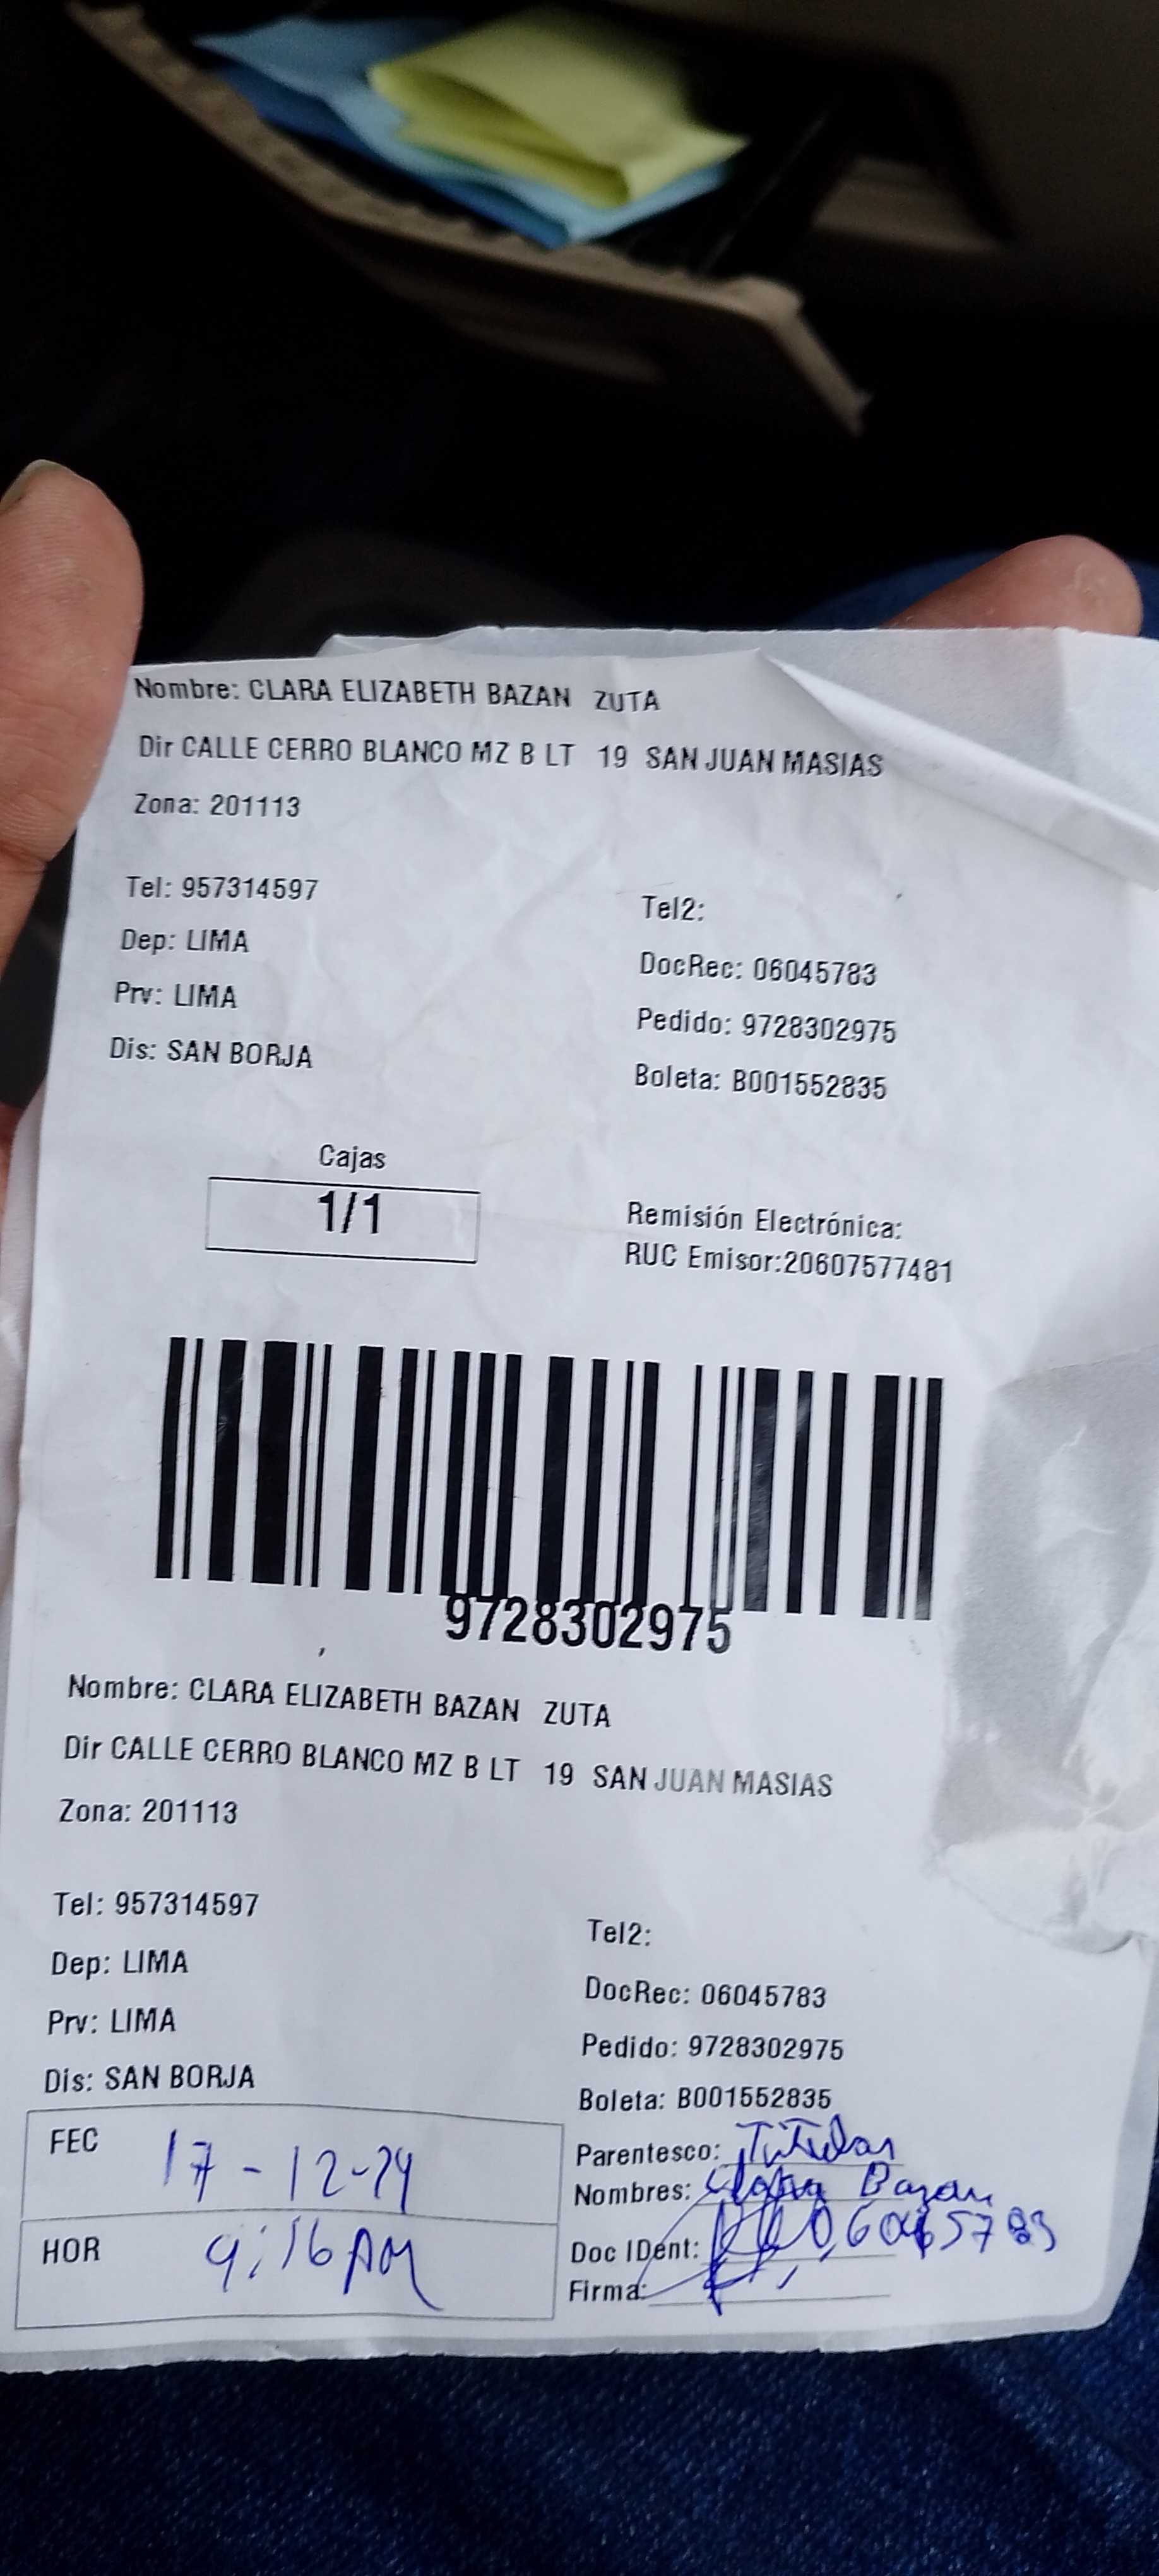 Nombre: CLARA ELIZABETH BAZAN ZUTA
Dir CALLE CERRO BLANCO MZ B LT 19 SAN JUAN MASIAS
Zona: 201113
Tel: 957314597
Tel2:
Dep: LIMA
DocRec: 06045783
Prv: LIMA
Pedido: 9728302975
Dis: SAN BORJA
Boleta: B001552835
Cajas
1/1
Remisión Electrónica:
RUC Emisor:20607577481
9728302975
Nombre: CLARA ELIZABETH BAZAN ZUTA
Dir CALLE CERRO BLANCO MZ B LT 19 SAN JUAN MASIAS
Zona: 201113
Tel: 957314597
Tel2:
Dep: LIMA
DocRec: 06045783
Prv: LIMA
Pedido: 9728302975
Dis: SAN BORJA
Boleta: B001552835
FEC 17-12-24
Parentesco: Titular
Nombres: Clara Bazan
HOR 9:16 AM
Doc IDent: 06045783
Firma: